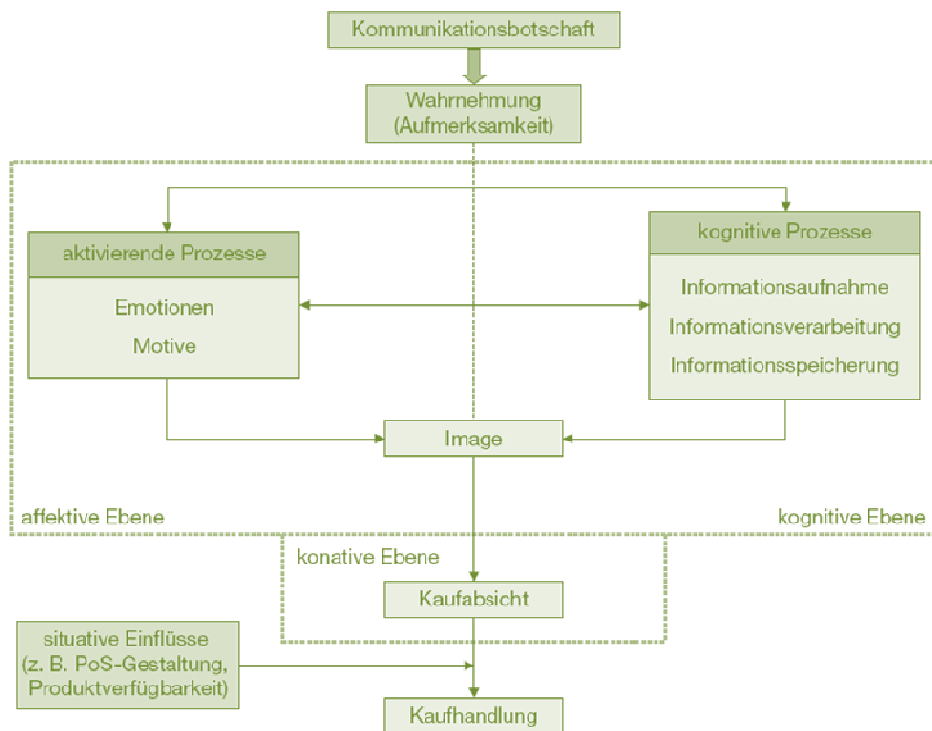 Kommunikationsbotschaft
Wahrnehmung
(Aufmerksamkeit)
aktivierende Prozesse
Emotionen
Motive
kognitive Prozesse
Informationsaufnahme
Informationsverarbeitung
Informationsspeicherung
Image
affektive Ebene
kognitive Ebene
konative Ebene
Kaufabsicht
situative Einflüsse
(z. B. PoS-Gestaltung,
Produktverfügbarkeit)
Kaufhandlung